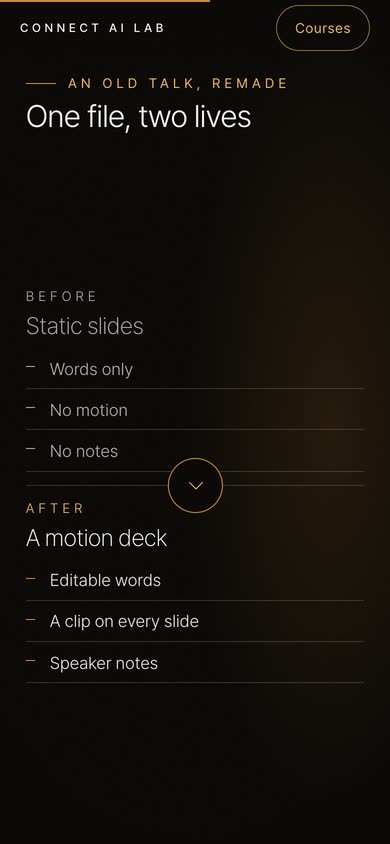 CONNECT AI LAB
Courses
AN OLD TALK, REMADE
One file, two lives
BEFORE
Static slides
Words only
No motion
No notes
AFTER
A motion deck
Editable words
A clip on every slide
Speaker notes